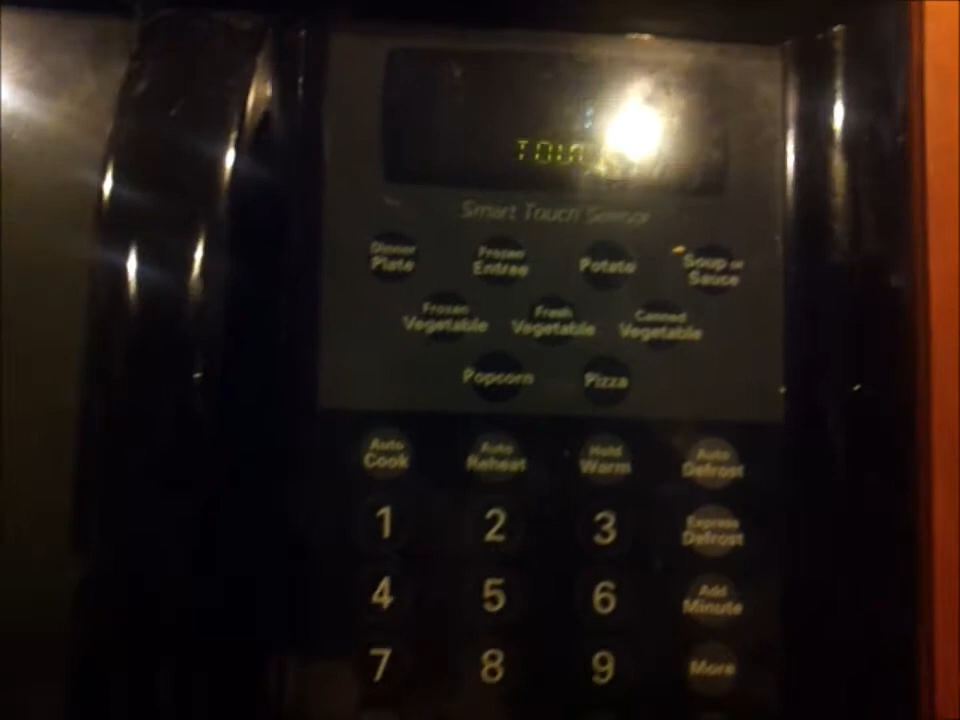 Smart Touch Sensor
Dinner Plate
Frozen Entree
Potato
Soup or Sauce
Frozen Vegetable
Fresh Vegetable
Canned Vegetable
Popcorn
Pizza
Auto Cook
Auto Reheat
Hold Warm
Auto Defrost
1
2
3
Express Defrost
4
5
6
Add Minute
7
8
9
More